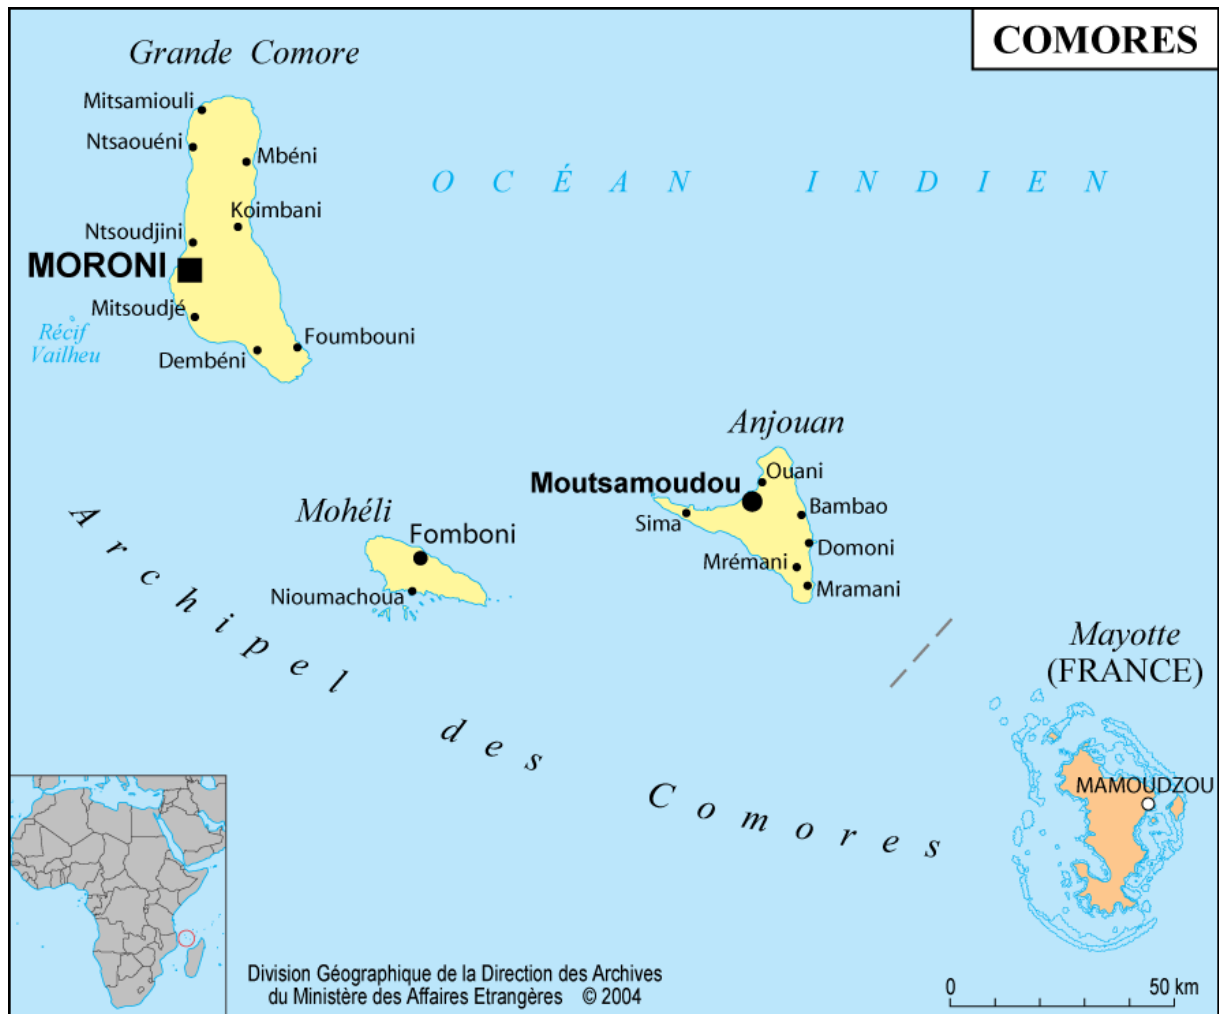 COMORES
Grande Comore
Mitsamiouli
Ntsaouéni
Mbéni
OCÉAN INDIEN
Koimbani
Ntsoudjini
MORONI
Mitsoudjé
Récif
Vailheu
Foumbouni
Dembéni
Anjouan
Ouani
Moutsamoudou
Bambao
Sima
Mohéli
Fomboni
Domoni
Mrémani
Mramani
Nioumachoua
Archipel des Comores
Mayotte
(FRANCE)
MAMOUDZOU
Division Géographique de la Direction des Archives
du Ministère des Affaires Etrangères © 2004
0 50 km